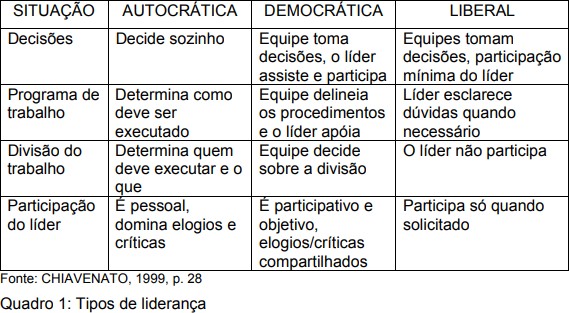 SITUAÇÃO AUTOCRÁTICA DEMOCRÁTICA LIBERAL
Decisões Decide sozinho Equipe toma Equipes tomam
decisões, o líder decisões, participação
assiste e participa mínima do líder
Programa de Determina como Equipe delineia Líder esclarece
trabalho deve ser os procedimentos dúvidas quando
executado e o líder apóia necessário
Divisão do Determina quem Equipe decide O líder não participa
trabalho deve executar e o sobre a divisão
que
Participação É pessoal, É participativo e Participa só quando
do líder domina elogios e objetivo, solicitado
críticas elogios/críticas
compartilhados
Fonte: CHIAVENATO, 1999, p. 28
Quadro 1: Tipos de liderança